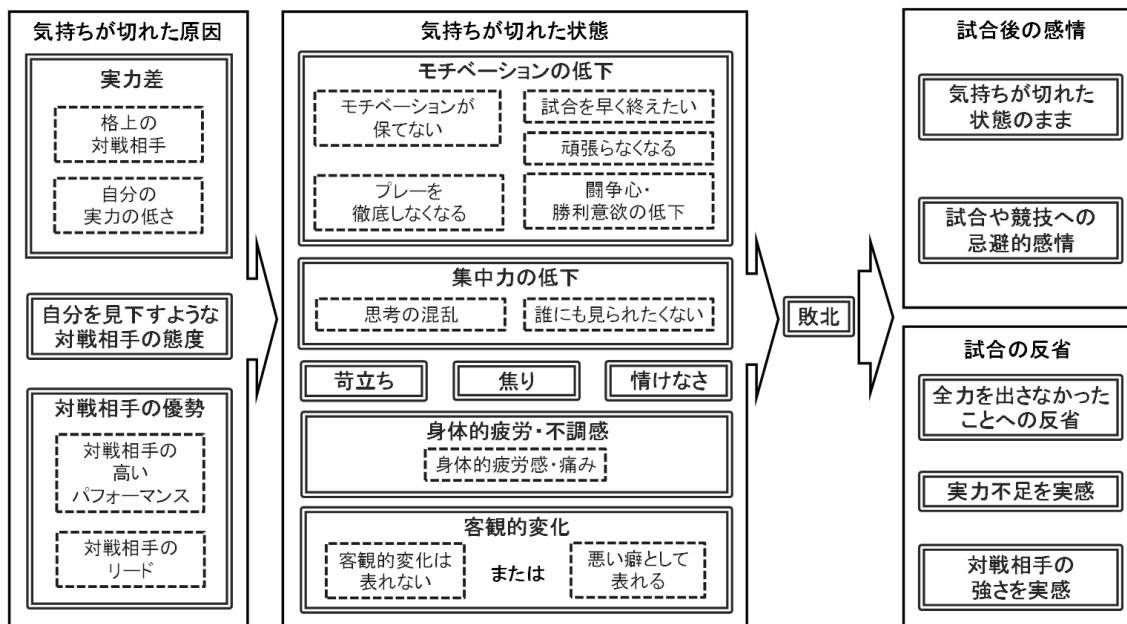 気持ちが切れた原因
実力差
格上の
対戦相手
自分の
実力の低さ
自分を見下すような
対戦相手の態度
対戦相手の優勢
対戦相手の
高い
パフォーマンス
対戦相手の
リード
気持ちが切れた状態
モチベーションの低下
モチベーションが
保てない
試合を早く終えたい
頑張らなくなる
プレーを
徹底しなくなる
闘争心・
勝利意欲の低下
集中力の低下
思考の混乱
誰にも見られたくない
苛立ち
焦り
情けなさ
身体的疲労・不調感
身体的疲労感・痛み
客観的変化
客観的変化は
表れない
または
悪い癖として
表れる
敗北
試合後の感情
気持ちが切れた
状態のまま
試合や競技への
忌避的感情
試合の反省
全力を出さなかった
ことへの反省
実力不足を実感
対戦相手の
強さを実感